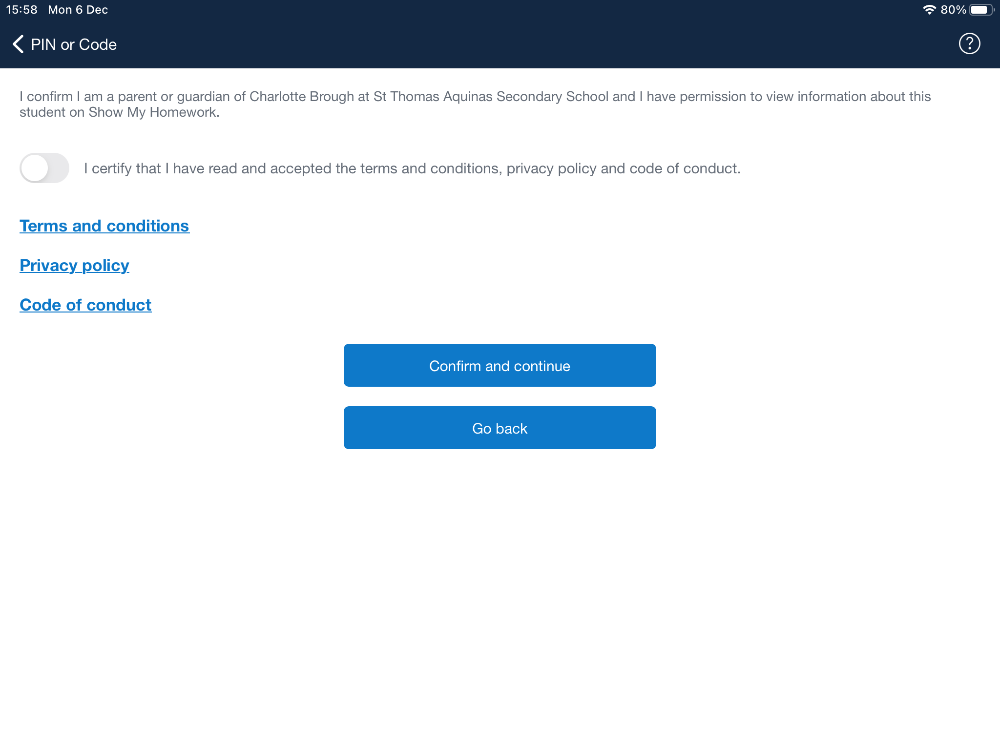 15:58 Mon 6 Dec 80%
PIN or Code ?
I confirm I am a parent or guardian of Charlotte Brough at St Thomas Aquinas Secondary School and I have permission to view information about this
student on Show My Homework.
I certify that I have read and accepted the terms and conditions, privacy policy and code of conduct.
Terms and conditions
Privacy policy
Code of conduct
Confirm and continue
Go back